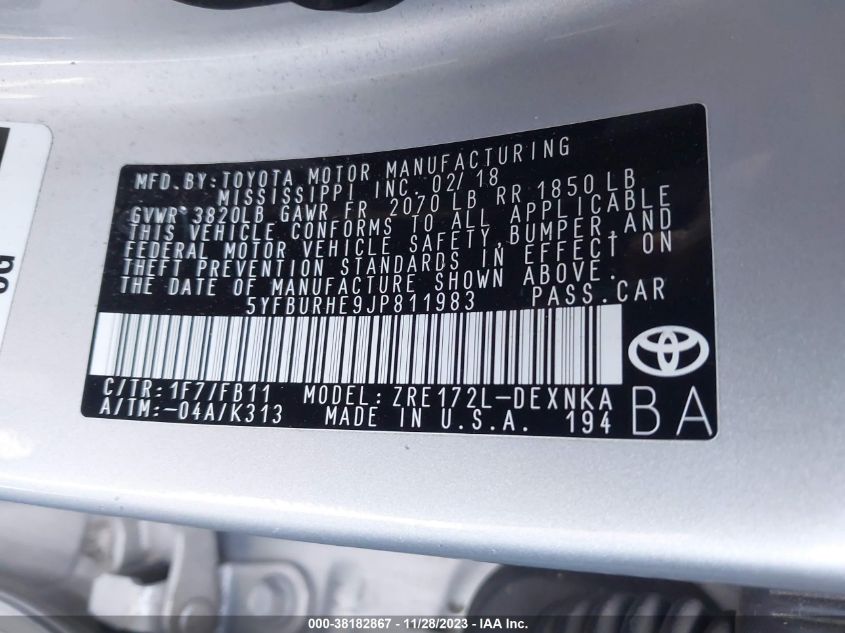 MFD. BY: TOYOTA MOTOR MANUFACTURING
MISSISSIPPI INC. 02/18
GVWR 3820LB GAWR FR 2070 LB RR 1850 LB
THIS VEHICLE CONFORMS TO ALL APPLICABLE
FEDERAL MOTOR VEHICLE SAFETY, BUMPER, AND
THEFT PREVENTION STANDARDS IN EFFECT ON
THE DATE OF MANUFACTURE SHOWN ABOVE.
5YFBURHE9JP811983 PASS. CAR
C/TR: 1F7/FB11 MODEL: ZRE172L-DEXNKA
A/TM: -04A/K313 MADE IN U.S.A. 194
BA
000-38182867 - 11/28/2023 - IAA Inc.